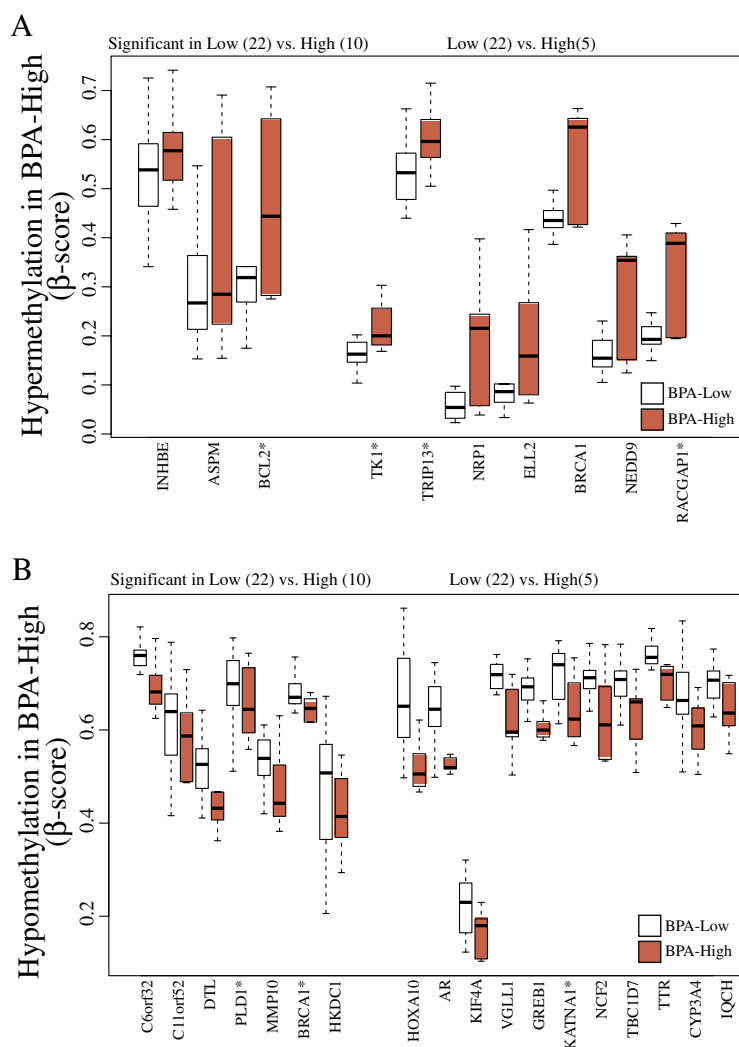 A
Significant in Low (22) vs. High (10)
Low (22) vs. High(5)
Hypermethylation in BPA-High
(β-score)
0.7
0.6
0.5
0.4
0.3
0.2
0.1
0.0
BPA-Low
BPA-High
INHBE
ASPM
BCL2*
TK1*
TRIP13*
NRP1
ELL2
BRCA1
NEDD9
RACGAP1*
B
Significant in Low (22) vs. High (10)
Low (22) vs. High(5)
Hypomethylation in BPA-High
(β-score)
0.8
0.6
0.4
0.2
BPA-Low
BPA-High
C6orf32
C11orf52
DTL
PLD1*
MMP10
BRCA1*
HKDC1
HOXA10
AR
KIF4A
VGLL1
GREB1
KATNA1*
NCF2
TBC1D7
TTR
CYP3A4
IQCH